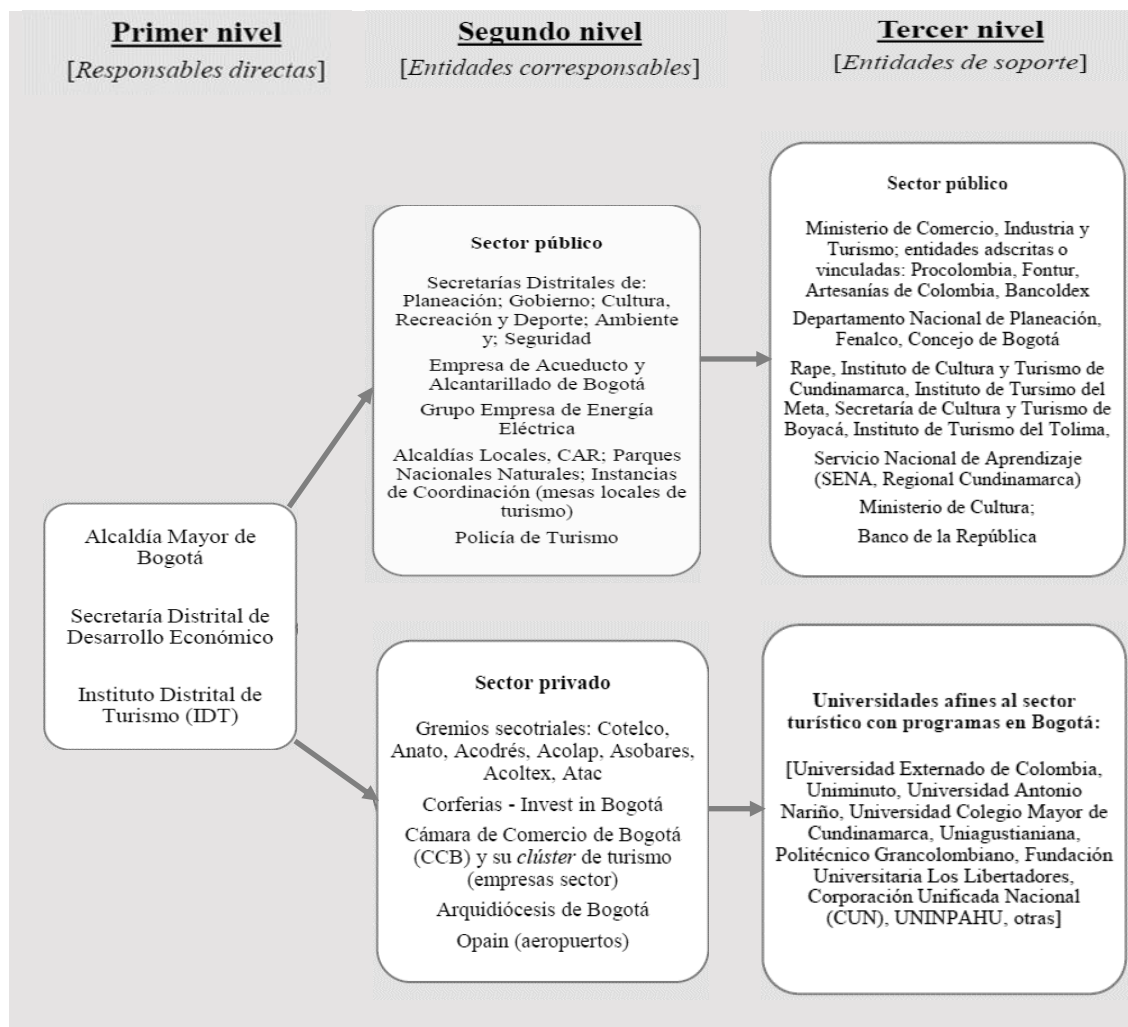 Primer nivel
[Responsables directas]
Segundo nivel
[Entidades corresponsables]
Tercer nivel
[Entidades de soporte]
Alcaldía Mayor de
Bogotá
Secretaría Distrital de
Desarrollo Económico
Instituto Distrital de
Turismo (IDT)
Sector público
Secretarías Distritales de:
Planeación; Gobierno; Cultura,
Recreación y Deporte; Ambiente
y; Seguridad
Empresa de Acueducto y
Alcantarillado de Bogotá
Grupo Empresa de Energía
Eléctrica
Alcaldías Locales, CAR; Parques
Nacionales Naturales; Instancias
de Coordinación (mesas locales de
turismo)
Policía de Turismo
Sector privado
Gremios secotriales: Cotelco,
Anato, Acodrés, Acolap, Asobares,
Acoltex, Atac
Corferias - Invest in Bogotá
Cámara de Comercio de Bogotá
(CCB) y su clúster de turismo
(empresas sector)
Arquidiócesis de Bogotá
Opain (aeropuertos)
Sector público
Ministerio de Comercio, Industria y
Turismo; entidades adscritas o
vinculadas: Procolombia, Fontur,
Artesanías de Colombia, Bancoldex
Departamento Nacional de Planeación,
Fenalco, Concejo de Bogotá
Rape, Instituto de Cultura y Turismo de
Cundinamarca, Instituto de Tursimo del
Meta, Secretaría de Cultura y Turismo de
Boyacá, Instituto de Turismo del Tolima,
Servicio Nacional de Aprendizaje
(SENA, Regional Cundinamarca)
Ministerio de Cultura;
Banco de la República
Universidades afines al sector
turístico con programas en Bogotá:
[Universidad Externado de Colombia,
Uniminuto, Universidad Antonio
Nariño, Universidad Colegio Mayor de
Cundinamarca, Uniagustianiana,
Politécnico Grancolombiano, Fundación
Universitaria Los Libertadores,
Corporación Unificada Nacional
(CUN), UNINPAHU, otras]